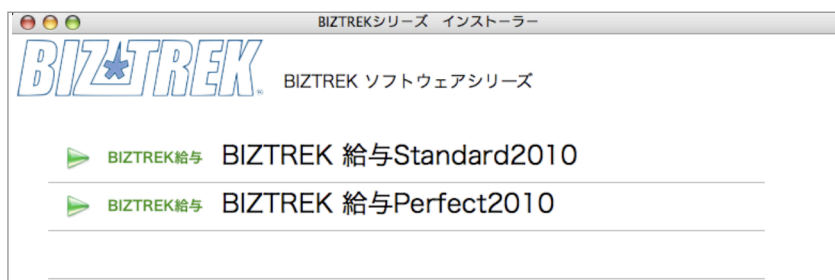 BIZTREKシリーズ　インストーラー
BIZTREK.
BIZTREK ソフトウェアシリーズ
BIZTREK給与 BIZTREK 給与Standard2010
BIZTREK給与 BIZTREK 給与Perfect2010